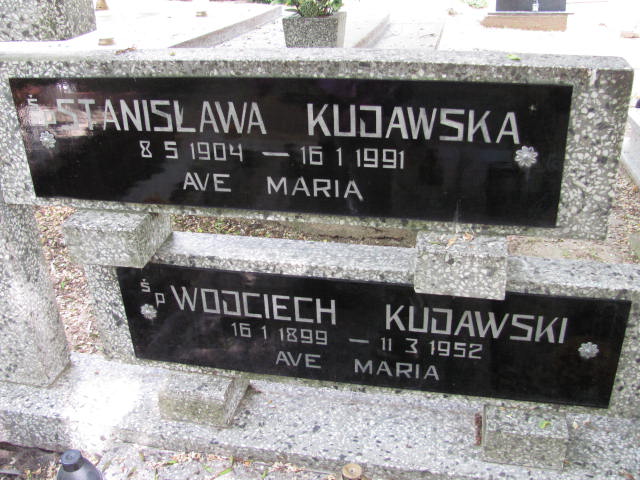 ŚP STANISŁAWA KUJAWSKA
8 5 1904 — 16 1 1991
AVE MARIA
ŚP WOJCIECH KUJAWSKI
16 1 1899 — 11 3 1952
AVE MARIA